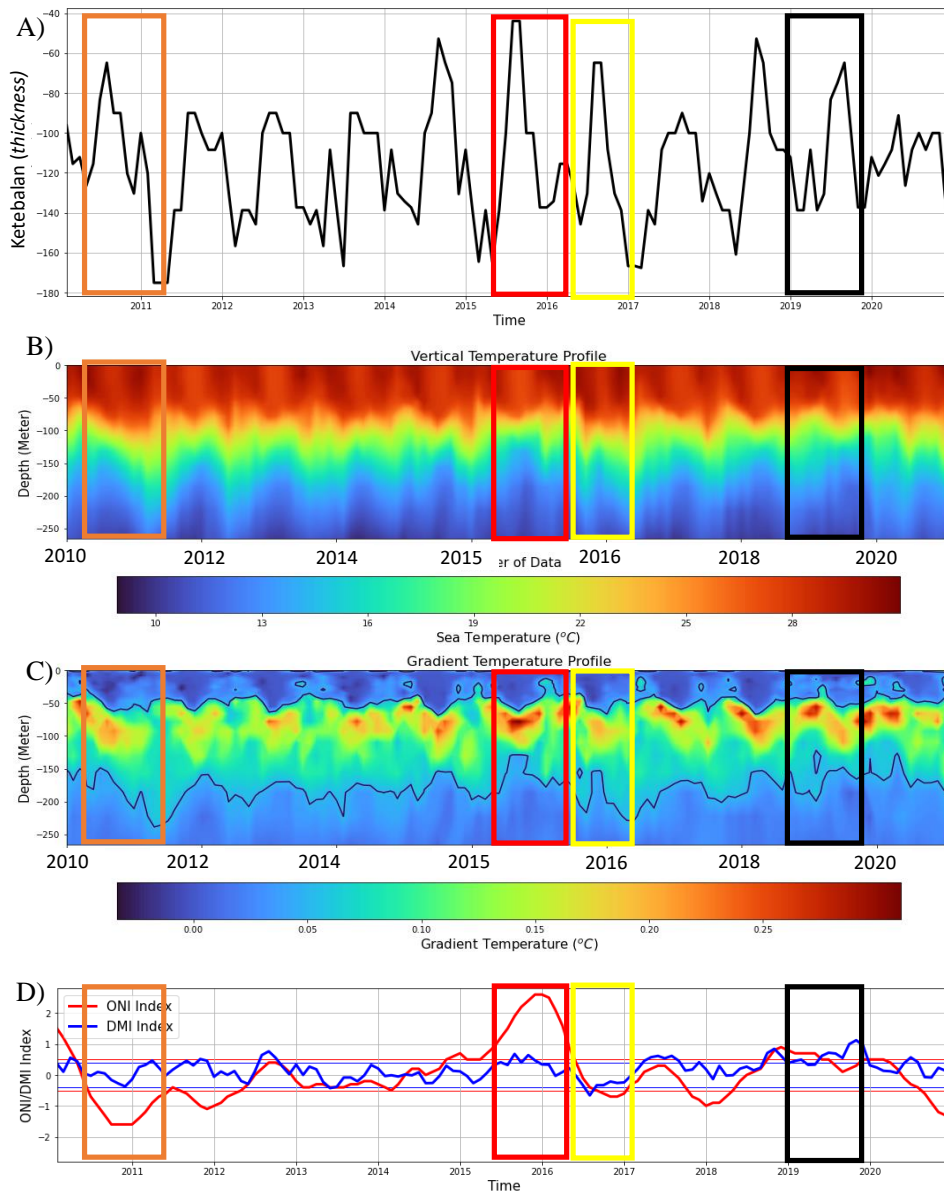 A)
Ketebalan (thickness)
−40
−60
−80
−100
−120
−140
−160
−180
2011 2012 2013 2014 2015 2016 2017 2018 2019 2020
Time
B)
Vertical Temperature Profile
Depth (Meter)
0
−50
−100
−150
−200
−250
2010 2012 2014 2015 2016 2018 2020
er of Data
10 13 16 19 22 25 28
Sea Temperature (°C)
C)
Gradient Temperature Profile
Depth (Meter)
0
−50
−100
−150
−200
−250
2010 2012 2014 2015 2016 2018 2020
0.00 0.05 0.10 0.15 0.20 0.25
Gradient Temperature (°C)
D)
ONI Index
DMI Index
ONI/DMI Index
2
1
0
−1
−2
2011 2012 2013 2014 2015 2016 2017 2018 2019 2020
Time